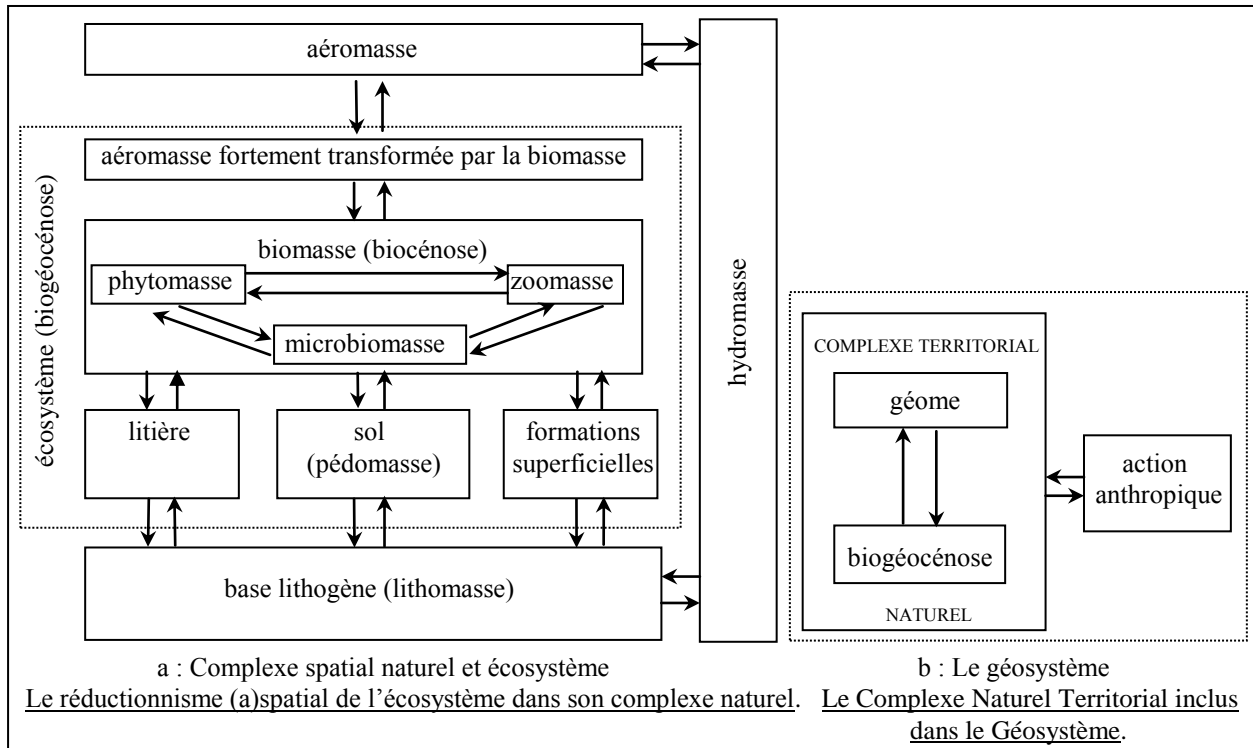 aéromasse
aéromasse fortement transformée par la biomasse
écosystème (biogéocénose)
biomasse (biocénose)
phytomasse
zoomasse
microbiomasse
litière
sol
(pédomasse)
formations
superficielles
base lithogène (lithomasse)
hydromasse
COMPLEXE TERRITORIAL
géome
biogéocénose
NATUREL
action
anthropique
a : Complexe spatial naturel et écosystème
Le réductionnisme (a)spatial de l’écosystème dans son complexe naturel.
b : Le géosystème
Le Complexe Naturel Territorial inclus
dans le Géosystème.